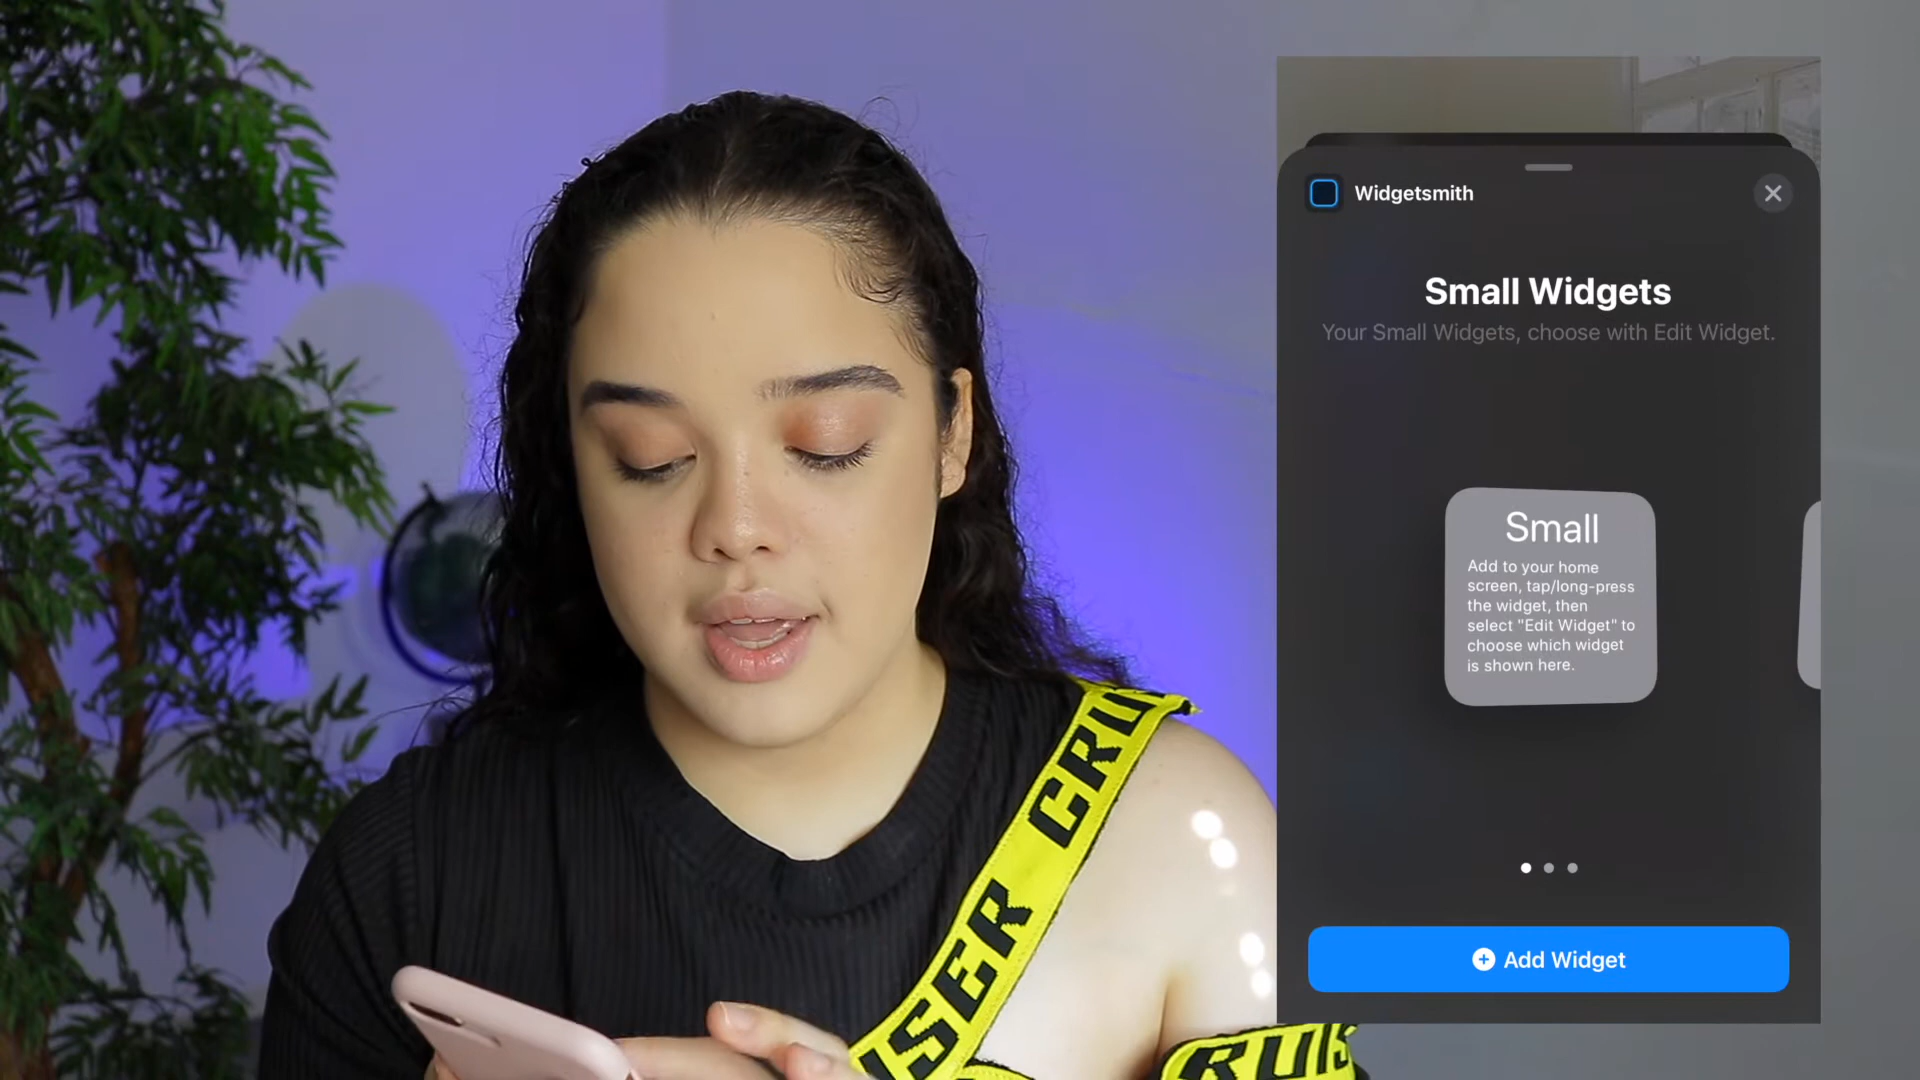 Widgetsmith
Small Widgets
Your Small Widgets, choose with Edit Widget.
Small
Add to your home
screen, tap/long-press
the widget, then
select "Edit Widget" to
choose which widget
is shown here.
Add Widget